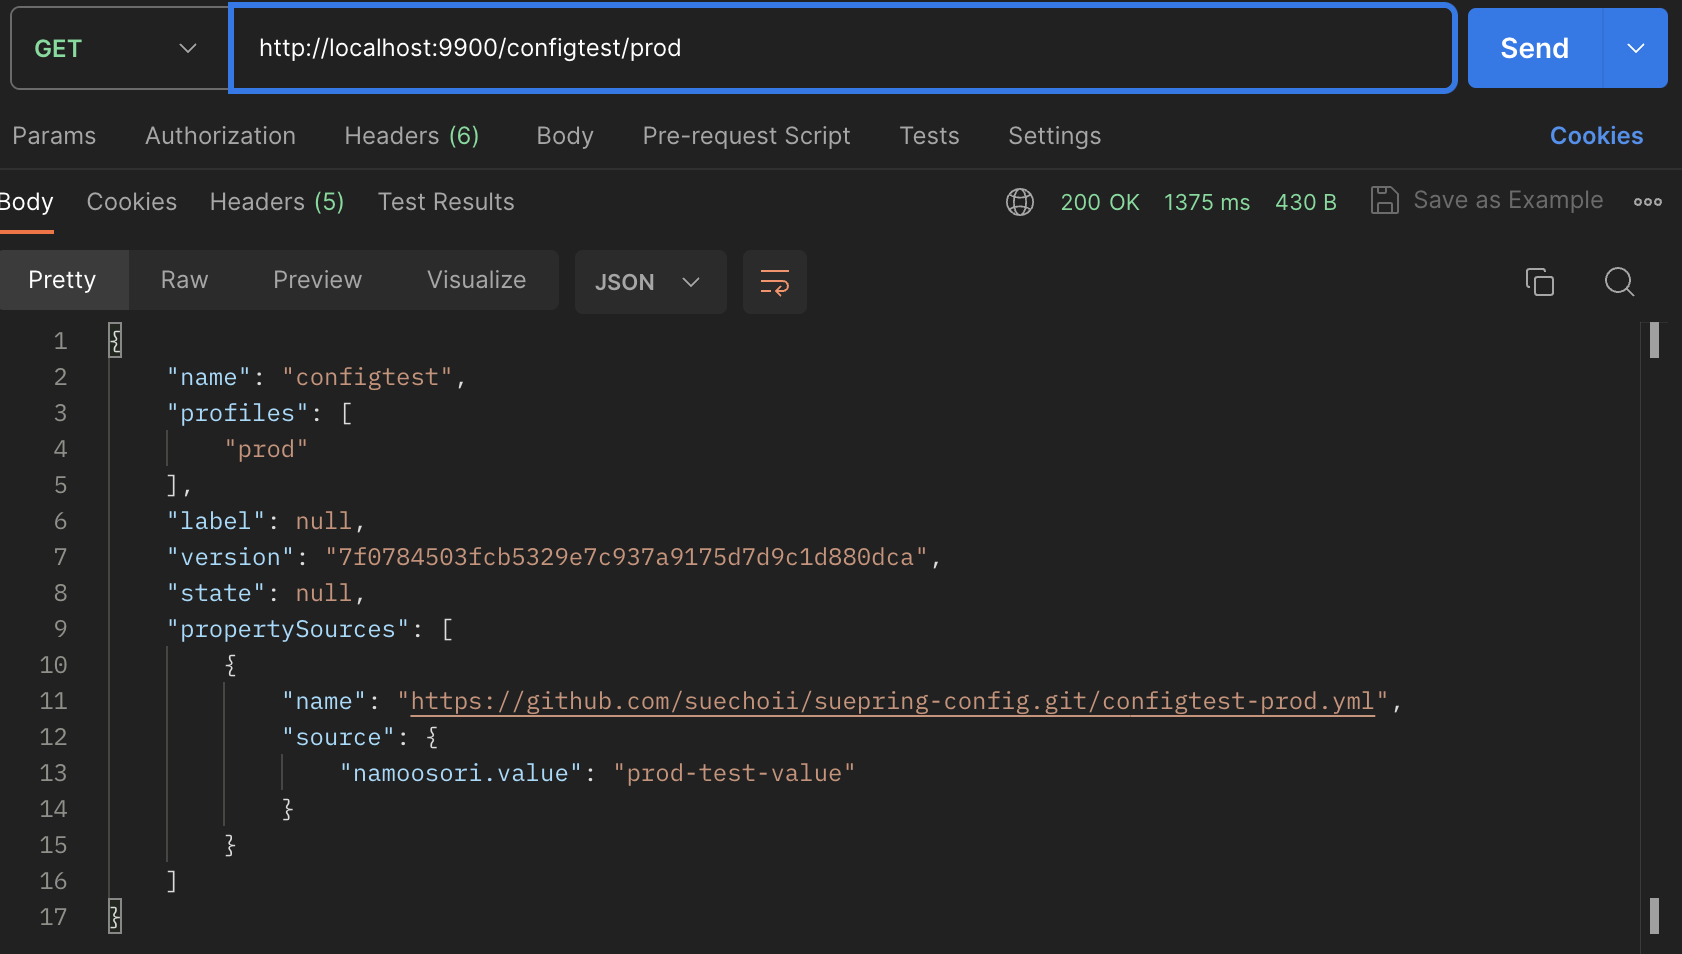 GET http://localhost:9900/configtest/prod Send
Params Authorization Headers (6) Body Pre-request Script Tests Settings Cookies
Body Cookies Headers (5) Test Results 200 OK 1375 ms 430 B Save as Example
Pretty Raw Preview Visualize JSON
1 {
2 "name": "configtest",
3 "profiles": [
4 "prod"
5 ],
6 "label": null,
7 "version": "7f0784503fcb5329e7c937a9175d7d9c1d880dca",
8 "state": null,
9 "propertySources": [
10 {
11 "name": "https://github.com/suechoii/suepring-config.git/configtest-prod.yml",
12 "source": {
13 "namoosori.value": "prod-test-value"
14 }
15 }
16 ]
17 }